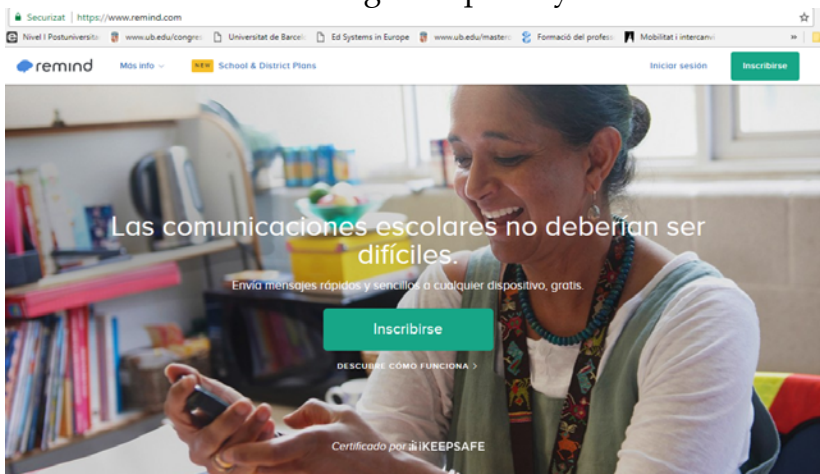 Securizat | https://www.remind.com
Nivel I Postuniversita
www.ub.edu/congre
Universitat de Barcel
Ed Systems in Europe
www.ub.edu/master
Formació del profes
Mobilitat i intercanvi
»
remind
Más info
NEW
School & District Plans
Iniciar sesión
Inscribirse
Las comunicaciones escolares no deberían ser
difíciles.
Envía mensajes rápidos y sencillos a cualquier dispositivo, gratis.
Inscribirse
DESCUBRE CÓMO FUNCIONA >
Certificado por iKEEPSAFE